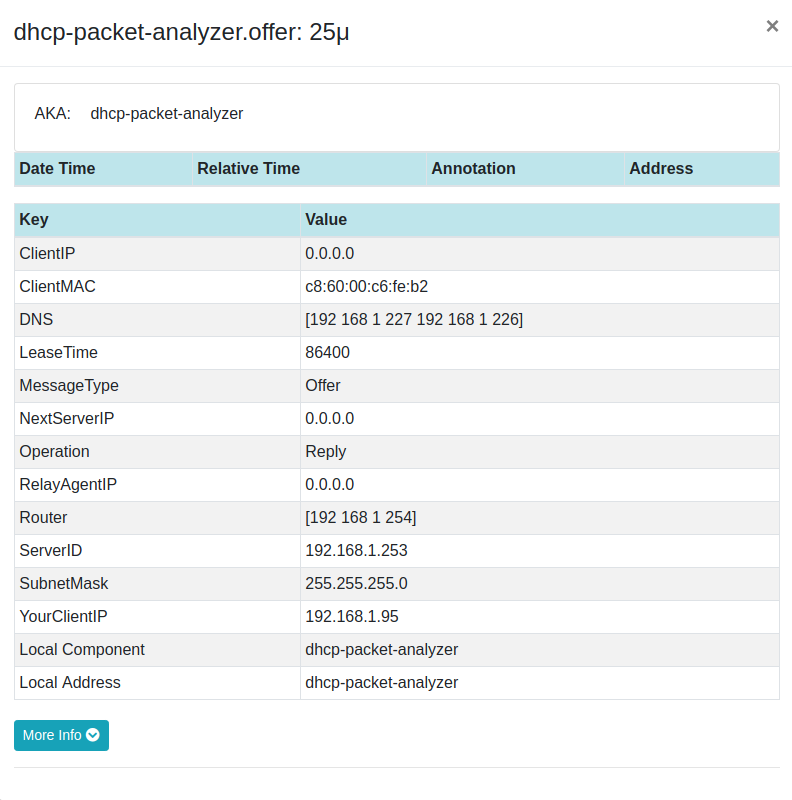 dhcp-packet-analyzer.offer: 25μ
×
AKA: dhcp-packet-analyzer
Date Time Relative Time Annotation Address
Key Value
ClientIP 0.0.0.0
ClientMAC c8:60:00:c6:fe:b2
DNS [192 168 1 227 192 168 1 226]
LeaseTime 86400
MessageType Offer
NextServerIP 0.0.0.0
Operation Reply
RelayAgentIP 0.0.0.0
Router [192 168 1 254]
ServerID 192.168.1.253
SubnetMask 255.255.255.0
YourClientIP 192.168.1.95
Local Component dhcp-packet-analyzer
Local Address dhcp-packet-analyzer
More Info